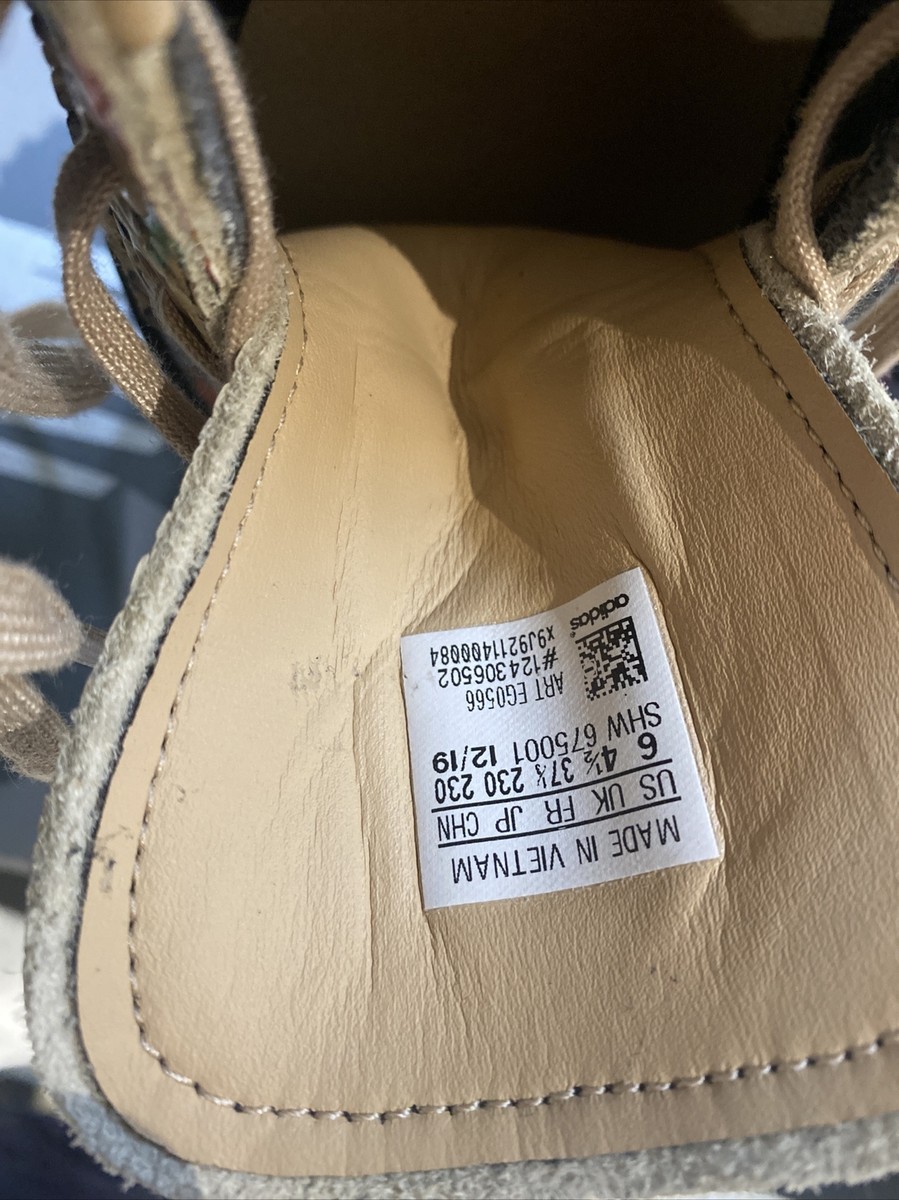 MADE IN VIETNAM
US UK FR JP CHN
6 4½ 37⅓ 230 230
SHW 675001 12/19
ART EG0566
#124306502
x9J9211400084
adidas®